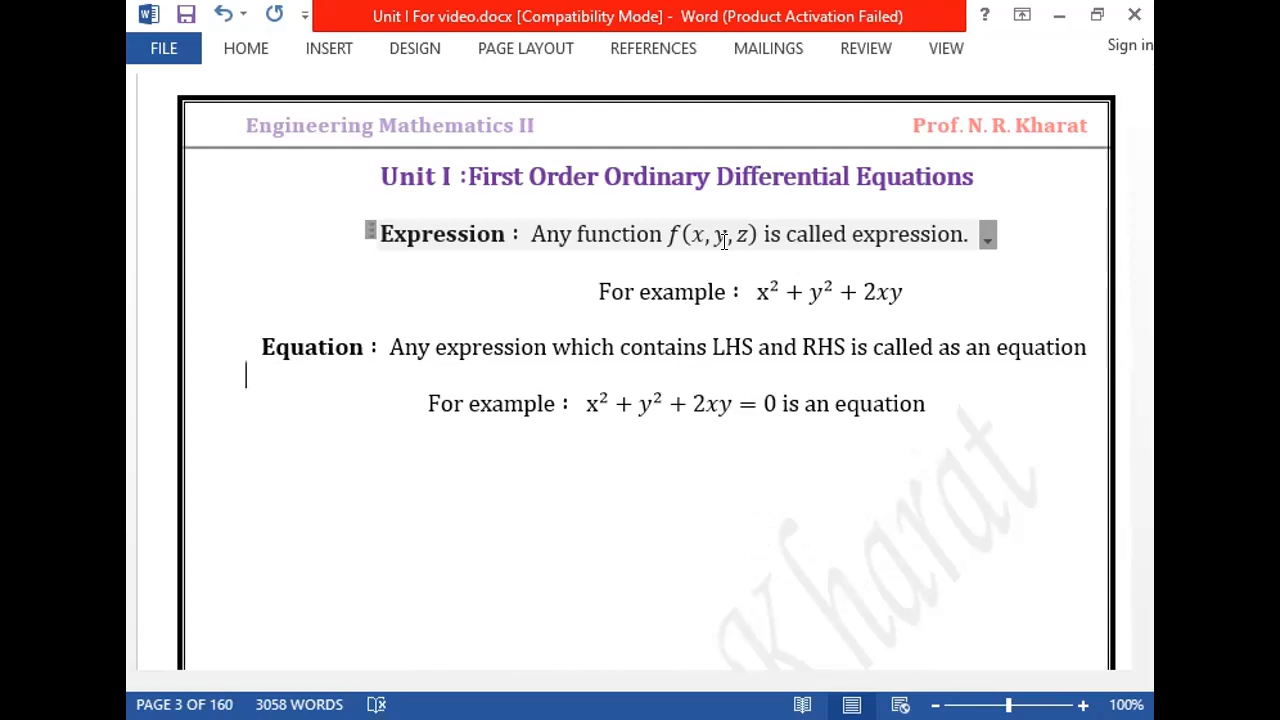 Unit I For video.docx [Compatibility Mode] - Word (Product Activation Failed)
FILE HOME INSERT DESIGN PAGE LAYOUT REFERENCES MAILINGS REVIEW VIEW Sign in
Engineering Mathematics II Prof. N. R. Kharat
Unit I :First Order Ordinary Differential Equations
Expression : Any function f(x, y, z) is called expression.
For example : x² + y² + 2xy
Equation : Any expression which contains LHS and RHS is called as an equation
For example : x² + y² + 2xy = 0 is an equation
K Kharat
PAGE 3 OF 160 3058 WORDS 100%